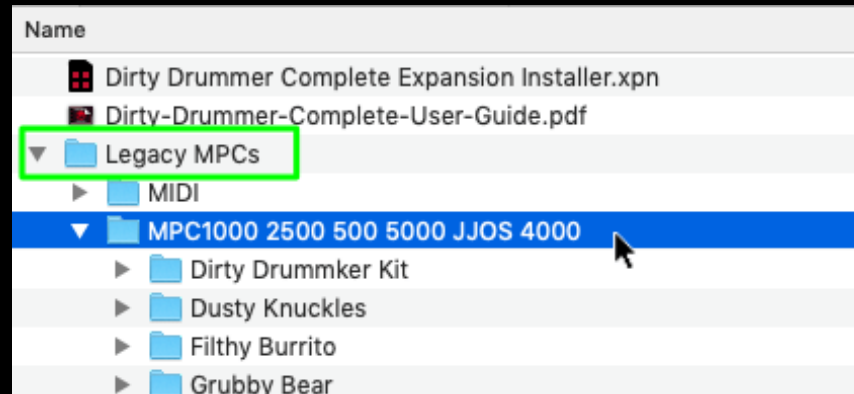 Name
Dirty Drummer Complete Expansion Installer.xpn
Dirty-Drummer-Complete-User-Guide.pdf
Legacy MPCs
MIDI
MPC1000 2500 500 5000 JJOS 4000
Dirty Drummker Kit
Dusty Knuckles
Filthy Burrito
Grubby Bear